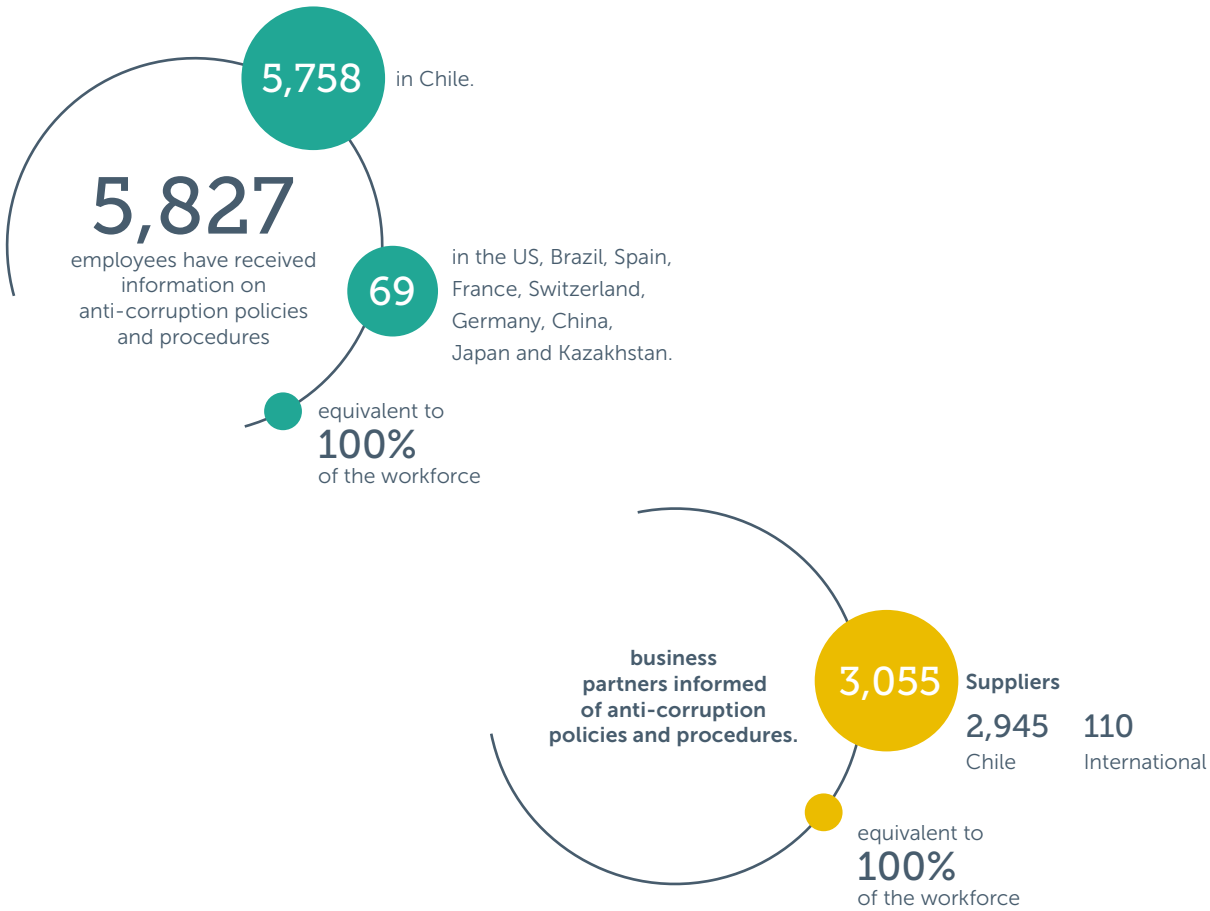 5,758
in Chile.
5,827
employees have received
information on
anti-corruption policies
and procedures
69
in the US, Brazil, Spain,
France, Switzerland,
Germany, China,
Japan and Kazakhstan.
equivalent to
100%
of the workforce
business
partners informed
of anti-corruption
policies and procedures.
3,055
Suppliers
2,945 110
Chile International
equivalent to
100%
of the workforce